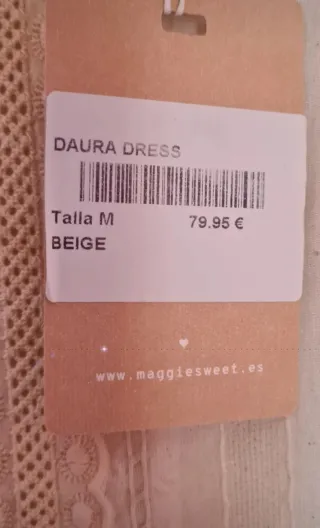 DAURA DRESS
Talla M 79.95 €
BEIGE
www.maggiesweet.es